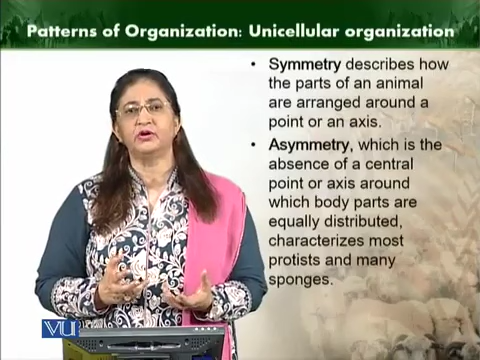 Patterns of Organization: Unicellular organization
• Symmetry describes how
the parts of an animal
are arranged around a
point or an axis.
• Asymmetry, which is the
absence of a central
point or axis around
which body parts are
equally distributed,
characterizes most
protists and many
sponges.
VU